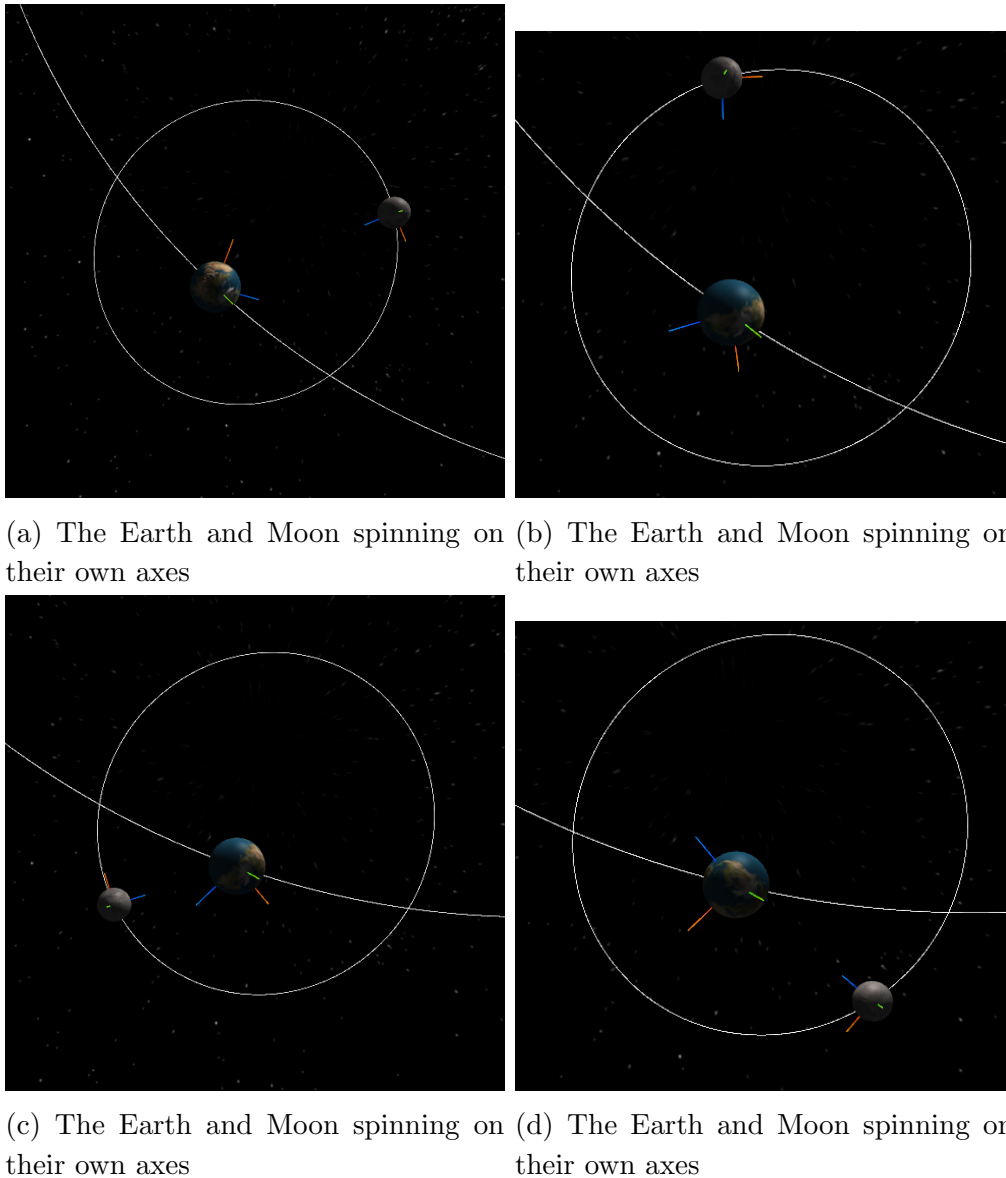 (a) The Earth and Moon spinning on
their own axes
(b) The Earth and Moon spinning on
their own axes
(c) The Earth and Moon spinning on
their own axes
(d) The Earth and Moon spinning on
their own axes